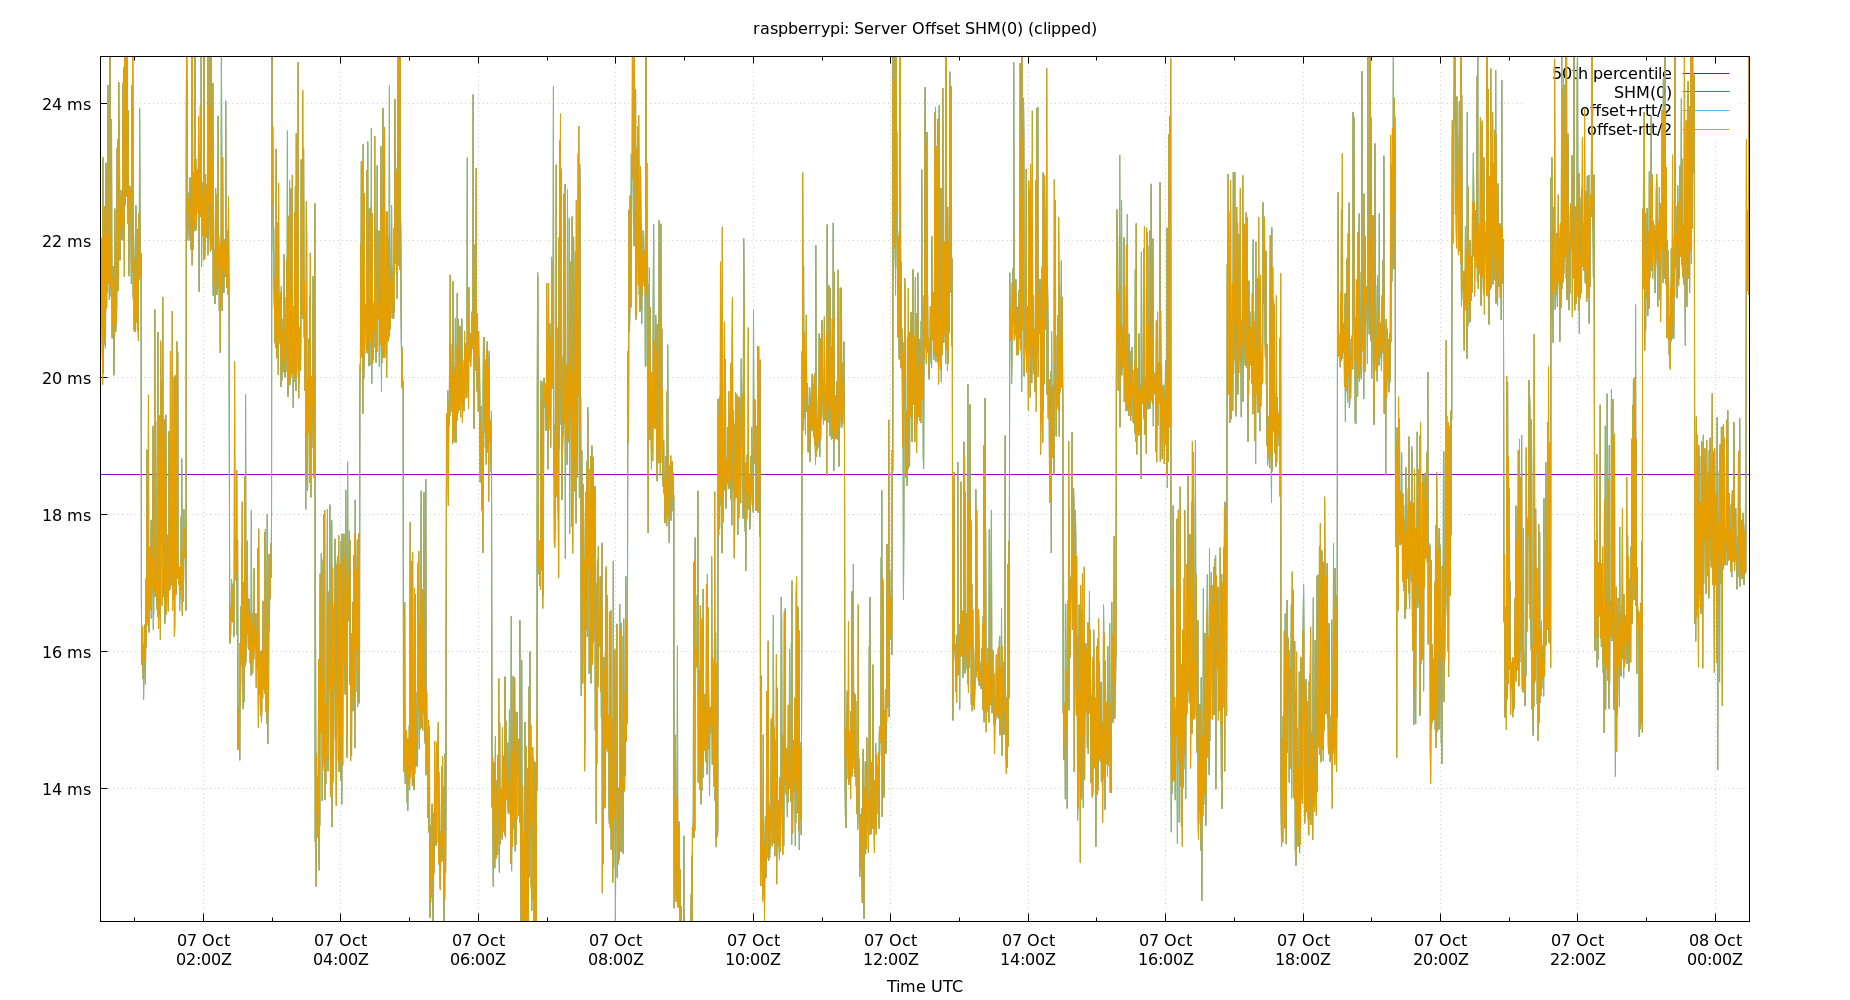 raspberrypi: Server Offset SHM(0) (clipped)
50th percentile
SHM(0)
offset+rtt/2
offset-rtt/2
24 ms
22 ms
20 ms
18 ms
16 ms
14 ms
07 Oct 07 Oct 07 Oct 07 Oct 07 Oct 07 Oct 07 Oct 07 Oct 07 Oct 07 Oct 07 Oct 08 Oct
02:00Z 04:00Z 06:00Z 08:00Z 10:00Z 12:00Z 14:00Z 16:00Z 18:00Z 20:00Z 22:00Z 00:00Z
Time UTC